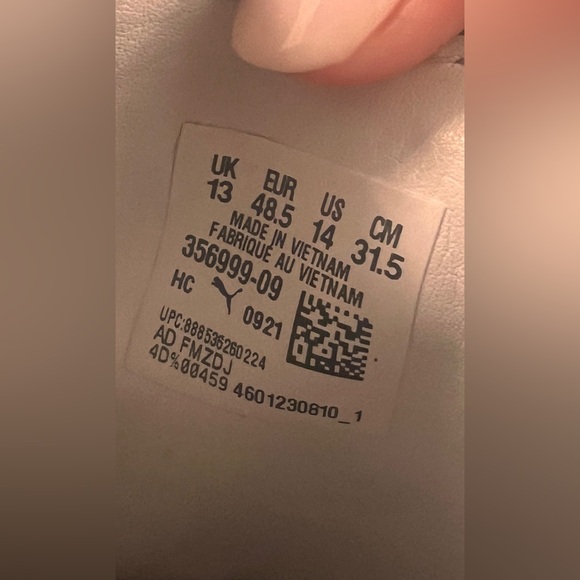 UK EUR US CM
13 48.5 14 31.5
MADE IN VIETNAM
FABRIQUÉ AU VIETNAM
356999-09
HC 0921
UPC:888536260224
AD FMZDJ
4D%00459 4601230810_1